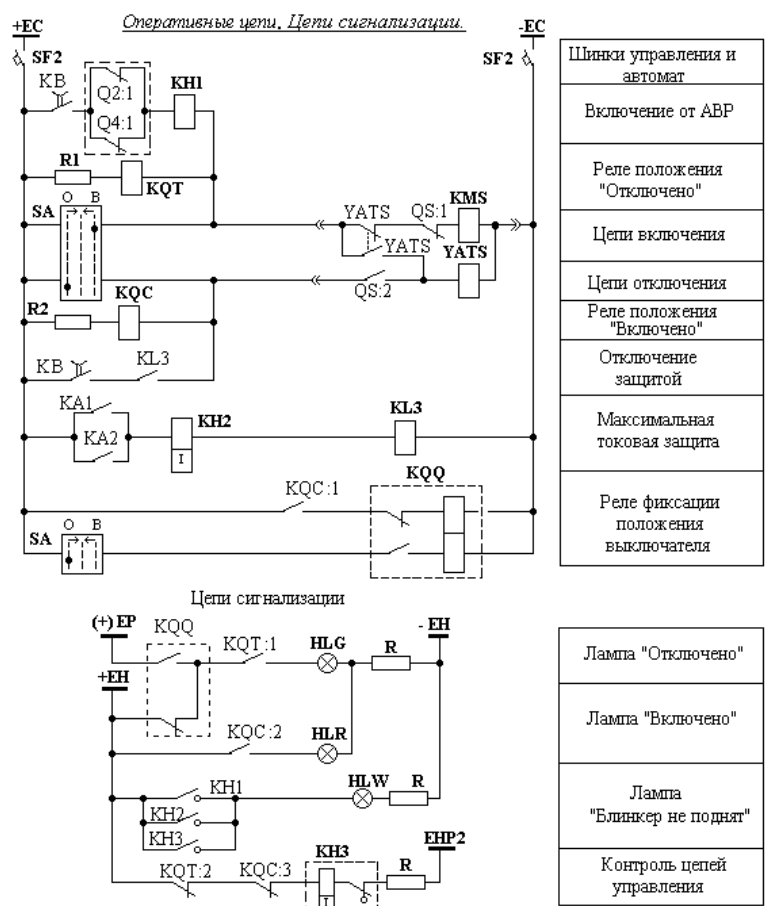 Оперативные цепи. Цепи сигнализации.
+EC
-EC
SF2
SF2
Шинки управления и
автомат
KB
Q2:1
Q4:1
KH1
Включение от АВР
R1
KQT
Реле положения
"Отключено"
SA
O B
YATS
QS:1
KMS
YATS
YATS
Цепи включения
QS:2
Цепи отключения
R2
KQC
Реле положения
"Включено"
KB
KL3
Отключение
защитой
KA1
KA2
KH2
I
KL3
Максимальная
токовая защита
KQQ
KQC:1
SA
O B
Реле фиксации
положения
выключателя
Цепи сигнализации
(+) EP
KQQ
KQT:1
HLG
R
- EH
Лампа "Отключено"
+EH
KQC:2
HLR
Лампа "Включено"
KH1
KH2
KH3
HLW
R
Лампа
"Блинкер не поднят"
EHP2
KQT:2
KQC:3
KH3
I
R
Контроль цепей
управления